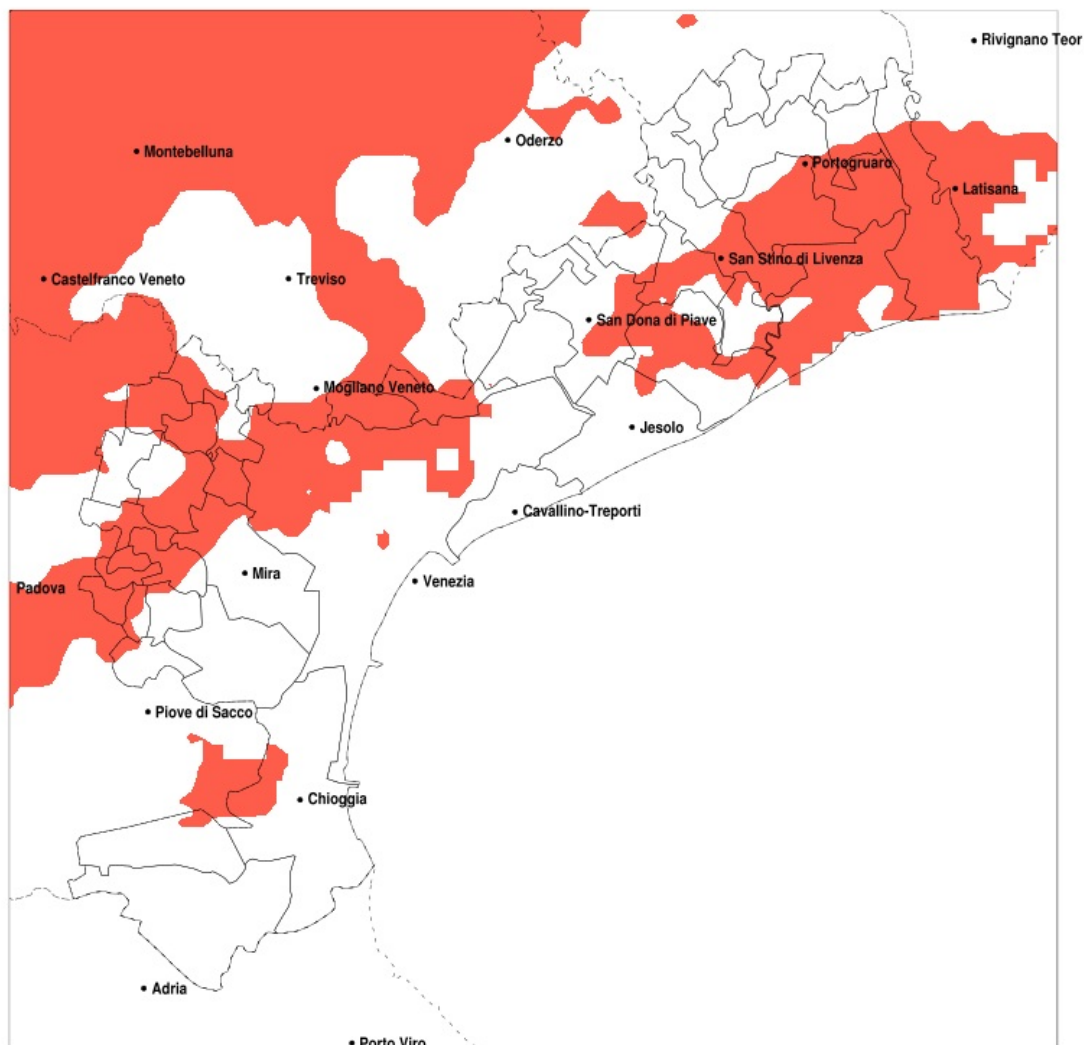 Rivignano Teor
Oderzo
Montebelluna
Portogruaro
Latisana
San Stino di Livenza
Castelfranco Veneto
Treviso
San Dona di Piave
Mogliano Veneto
Jesolo
Cavallino-Treporti
Mira
Venezia
Padova
Piove di Sacco
Chioggia
Adria
Porto Viro